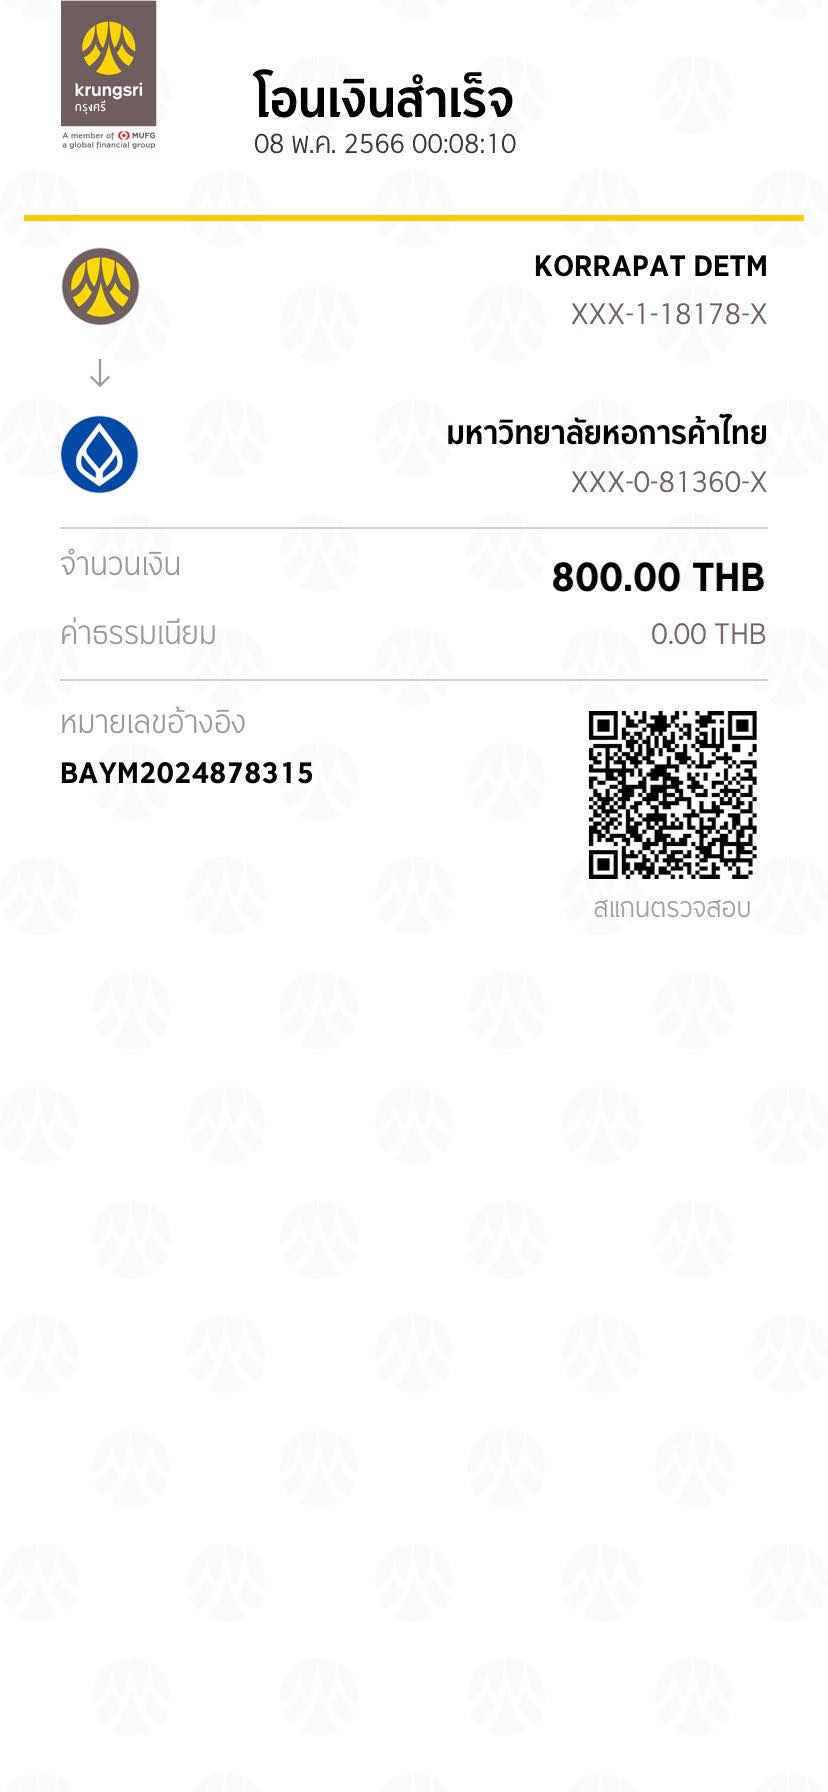 krungsri
กรุงศรี
A member of MUFG
a global financial group
โอนเงินสำเร็จ
08 พ.ค. 2566 00:08:10
KORRAPAT DETM
XXX-1-18178-X
มหาวิทยาลัยหอการค้าไทย
XXX-0-81360-X
จำนวนเงิน
800.00 THB
ค่าธรรมเนียม
0.00 THB
หมายเลขอ้างอิง
BAYM2024878315
สแกนตรวจสอบ